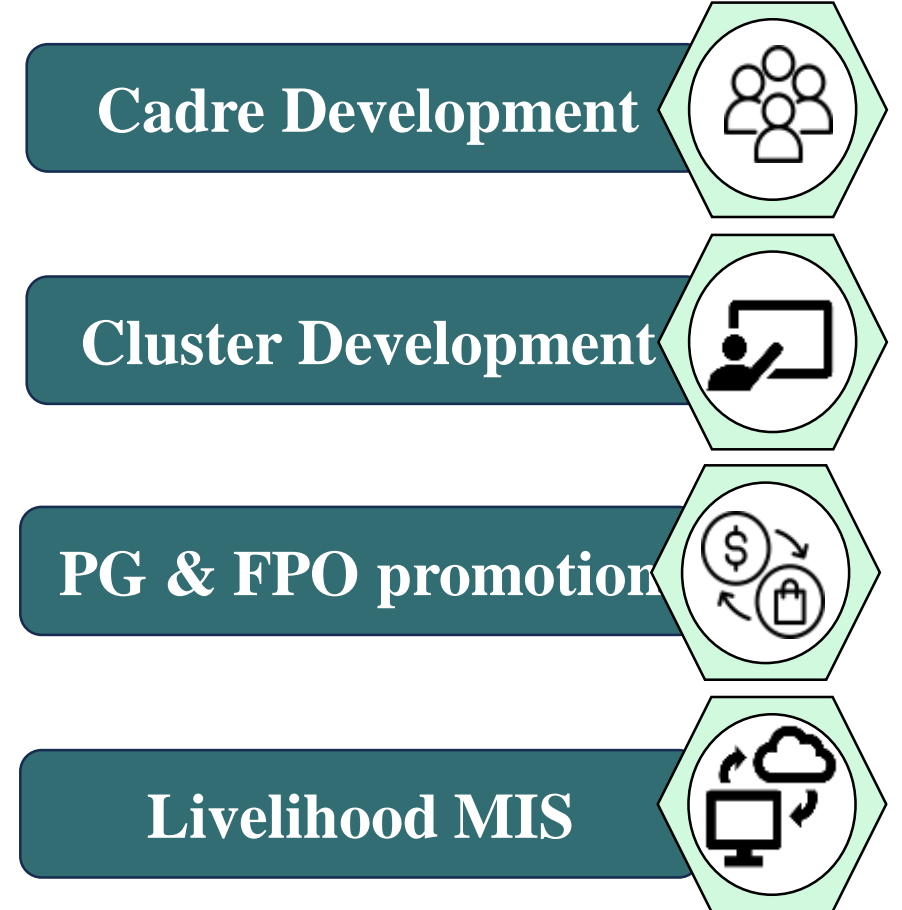 Cadre Development
Cluster Development
PG & FPO promotion
$
Livelihood MIS